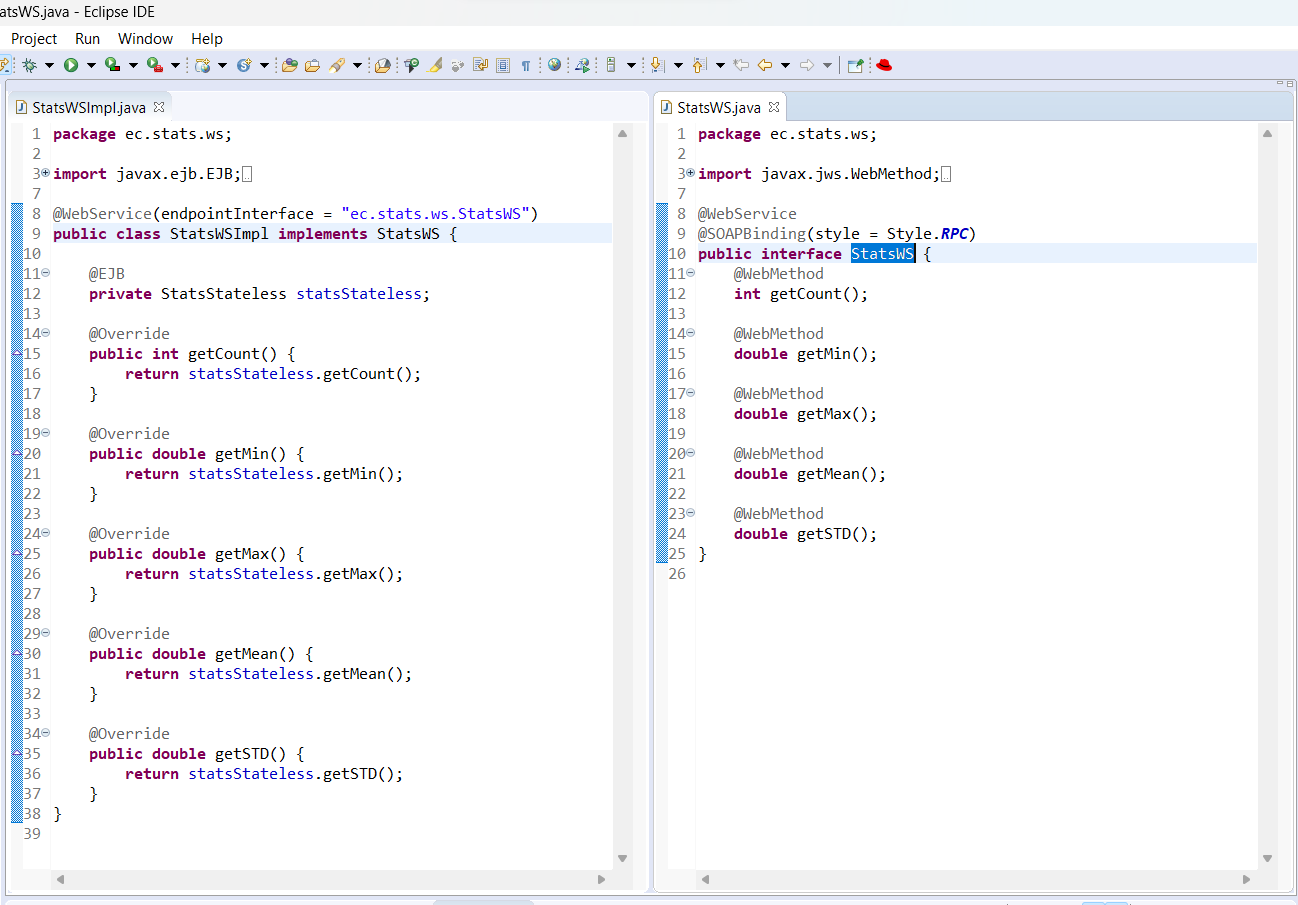 atsWS.java - Eclipse IDE
Project Run Window Help
StatsWSImpl.java
1 package ec.stats.ws;
2
3 import javax.ejb.EJB;
7
8 @WebService(endpointInterface = "ec.stats.ws.StatsWS")
9 public class StatsWSImpl implements StatsWS {
10
11 @EJB
12 private StatsStateless statsStateless;
13
14 @Override
15 public int getCount() {
16 return statsStateless.getCount();
17 }
18
19 @Override
20 public double getMin() {
21 return statsStateless.getMin();
22 }
23
24 @Override
25 public double getMax() {
26 return statsStateless.getMax();
27 }
28
29 @Override
30 public double getMean() {
31 return statsStateless.getMean();
32 }
33
34 @Override
35 public double getSTD() {
36 return statsStateless.getSTD();
37 }
38 }
39
StatsWS.java
1 package ec.stats.ws;
2
3 import javax.jws.WebMethod;
7
8 @WebService
9 @SOAPBinding(style = Style.RPC)
10 public interface StatsWS {
11 @WebMethod
12 int getCount();
13
14 @WebMethod
15 double getMin();
16
17 @WebMethod
18 double getMax();
19
20 @WebMethod
21 double getMean();
22
23 @WebMethod
24 double getSTD();
25 }
26